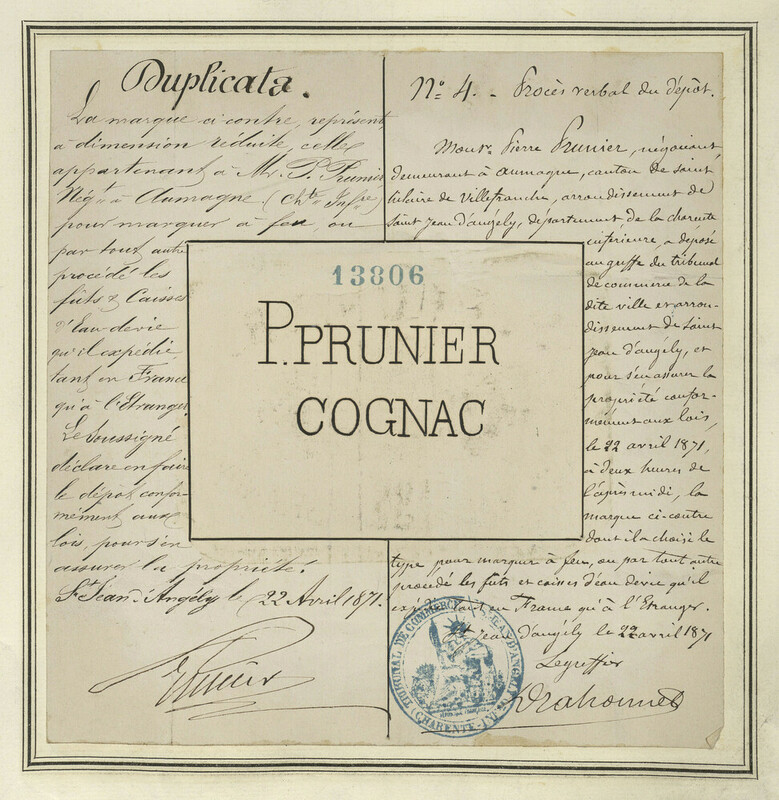 Duplicata.
La marque ci contre, représent,
à dimension réduite, celle
appartenant à Mr. P. Prunier
Négt. à Aumagne (Chte. Infre)
pour marquer à feu, ou
par tout autre
procédé les
fûts & Caisses
d'Eau-de-vie
qu'il expédie,
tant en France
qu'à l'Etranger.
Le Soussigné
déclare en faire
le dépôt confor-
mément aux
lois, pour s'en
assurer la propriété.
St. Jean-d'Angély le 22 Avril 1871.
13806
P. PRUNIER
COGNAC
No. 4. - Procès verbal du dépôt.
Monsr. Pierre Prunier, négociant,
demeurant à aumagne, canton de saint
hilaire de Villefranche, arrondissement de
saint jean d'angély, département de la charente
inférieure, a déposé
au greffe du tribunal
de commerce de la
dite ville et arron-
dissement de saint
jean d'angély, et
pour s'en assurer la
propriété confor-
mément aux lois,
le 22 avril 1871,
à deux heures de
l'après midi, la
marque ci-contre
dont il a choisi le
type pour marquer à feu, ou par tout autre
procédé les fûts et caisses d'eau de vie qu'il
expédie tant en France qu'à l'Etranger.
St jean d'angély le 22 avril 1871
Le greffier
TRIBUNAL DE COMMERCE ST JEAN D'ANGELY
(CHARENTE-INF